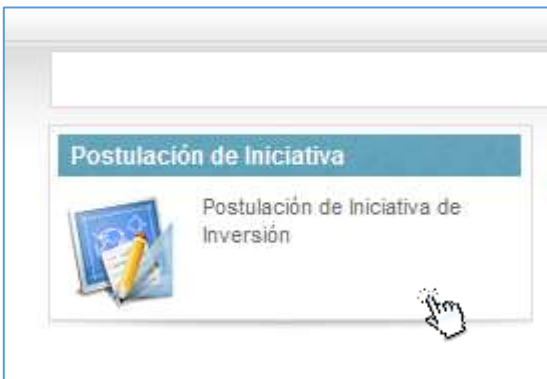 Postulación de Iniciativa
Postulación de Iniciativa de
Inversión